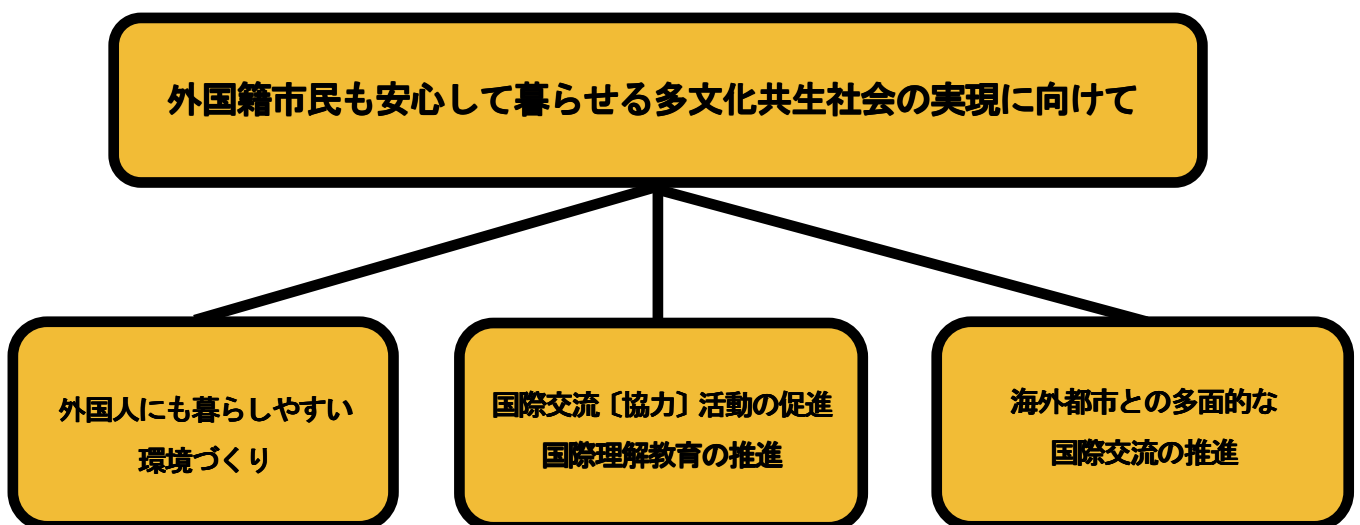 外国籍市民も安心して暮らせる多文化共生社会の実現に向けて
外国人にも暮らしやすい
環境づくり
国際交流〔協力〕活動の促進
国際理解教育の推進
海外都市との多面的な
国際交流の推進